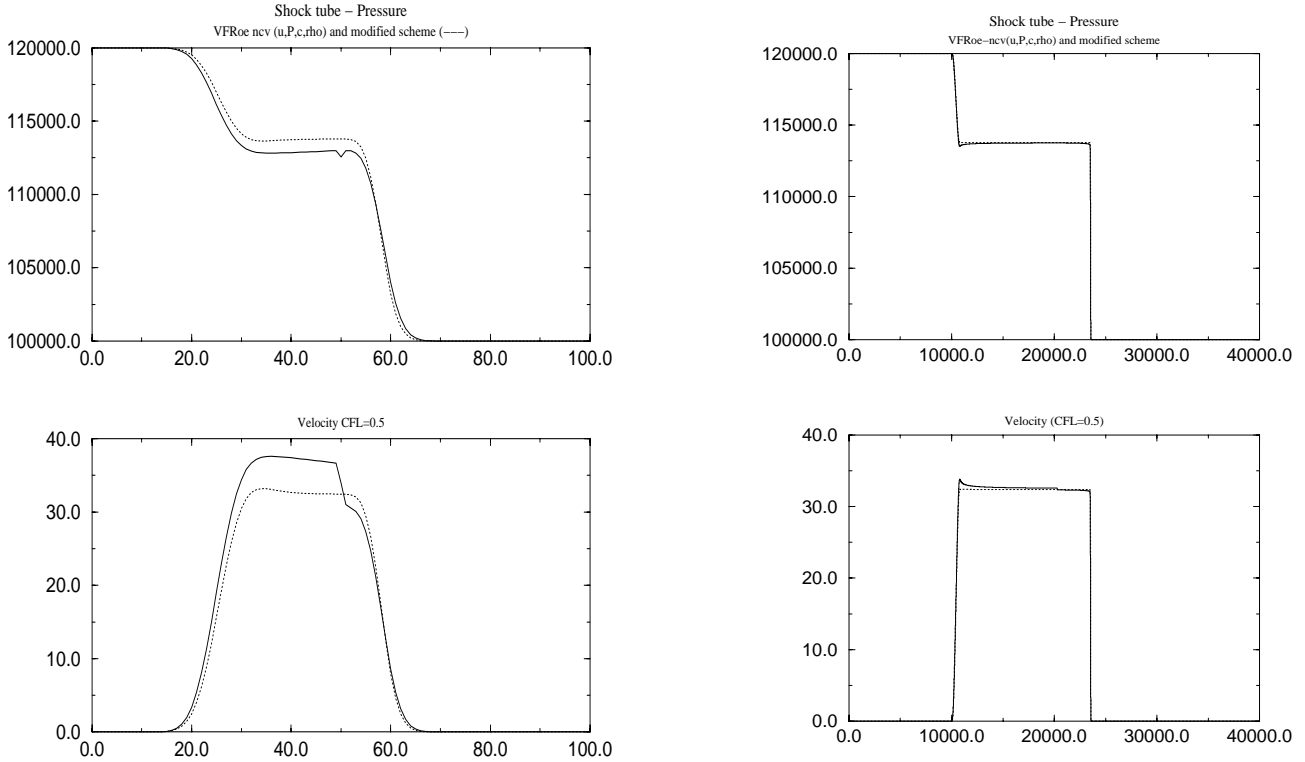 Shock tube – Pressure
VFRoe ncv (u,P,c,rho) and modified scheme (−−−)
120000.0
115000.0
110000.0
105000.0
100000.0
0.0 20.0 40.0 60.0 80.0 100.0
Shock tube – Pressure
VFRoe−ncv(u,P,c,rho) and modified scheme
120000.0
115000.0
110000.0
105000.0
100000.0
0.0 10000.0 20000.0 30000.0 40000.0
Velocity CFL=0.5
40.0
30.0
20.0
10.0
0.0
0.0 20.0 40.0 60.0 80.0 100.0
Velocity (CFL=0.5)
40.0
30.0
20.0
10.0
0.0
0.0 10000.0 20000.0 30000.0 40000.0